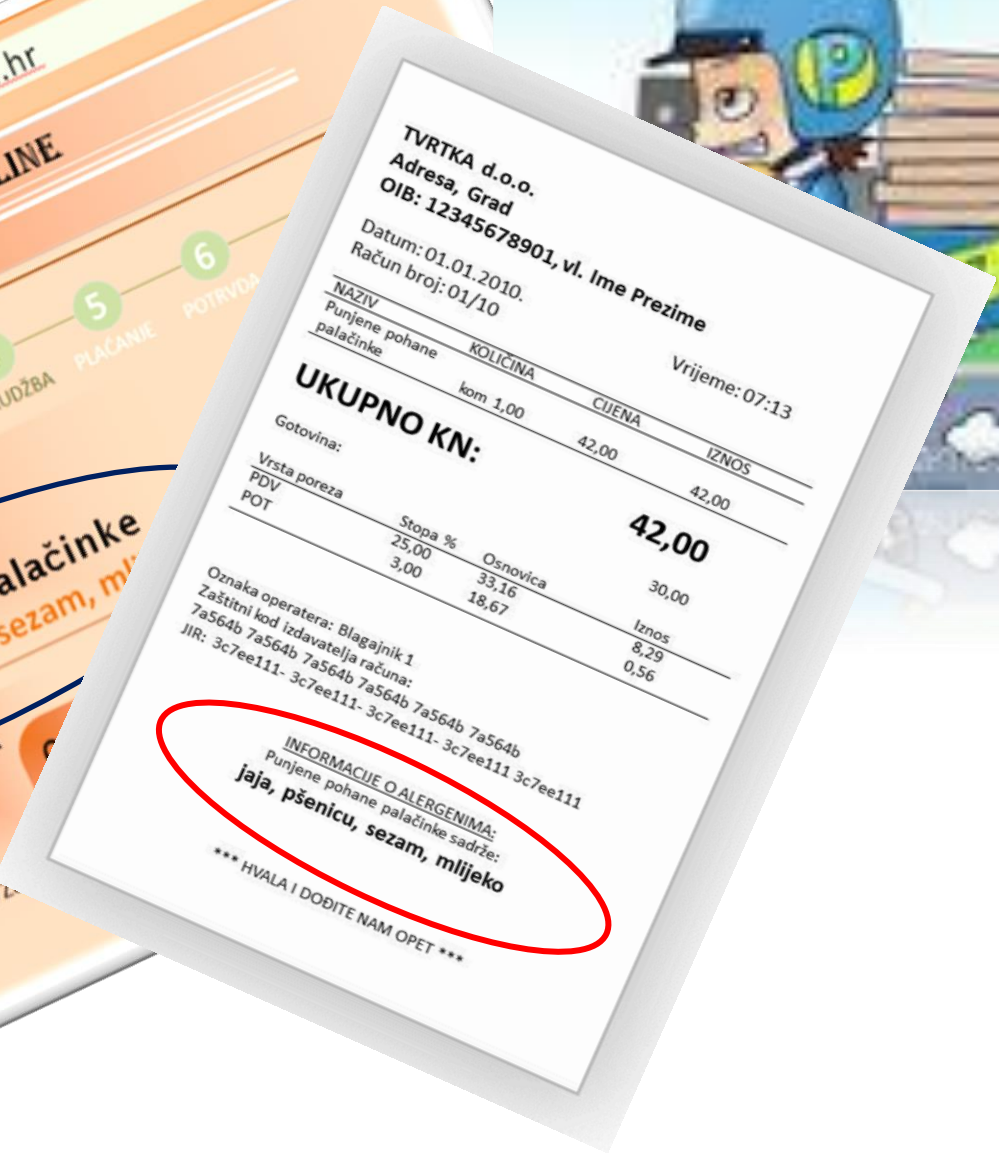 .hr
LINE
5
PLAĆANJE
6
POTVRDA
UDŽBA
alačinke
sezam, ml
TVRTKA d.o.o.
Adresa, Grad
OIB: 12345678901, vl. Ime Prezime
Datum: 01.01.2010.
Vrijeme: 07:13
Račun broj: 01/10
NAZIV KOLIČINA CIJENA IZNOS
Punjene pohane
palačinke kom 1,00 42,00 42,00
UKUPNO KN: 42,00
Gotovina: 30,00
Vrsta poreza Stopa % Osnovica Iznos
PDV 25,00 33,16 8,29
POT 3,00 18,67 0,56
Oznaka operatera: Blagajnik 1
Zaštitni kod izdavatelja računa:
7a564b 7a564b 7a564b 7a564b 7a564b 7a564b
JIR: 3c7ee111- 3c7ee111- 3c7ee111- 3c7ee111 3c7ee111
INFORMACIJE O ALERGENIMA:
Punjene pohane palačinke sadrže:
jaja, pšenicu, sezam, mlijeko
*** HVALA I DOĐITE NAM OPET ***
P